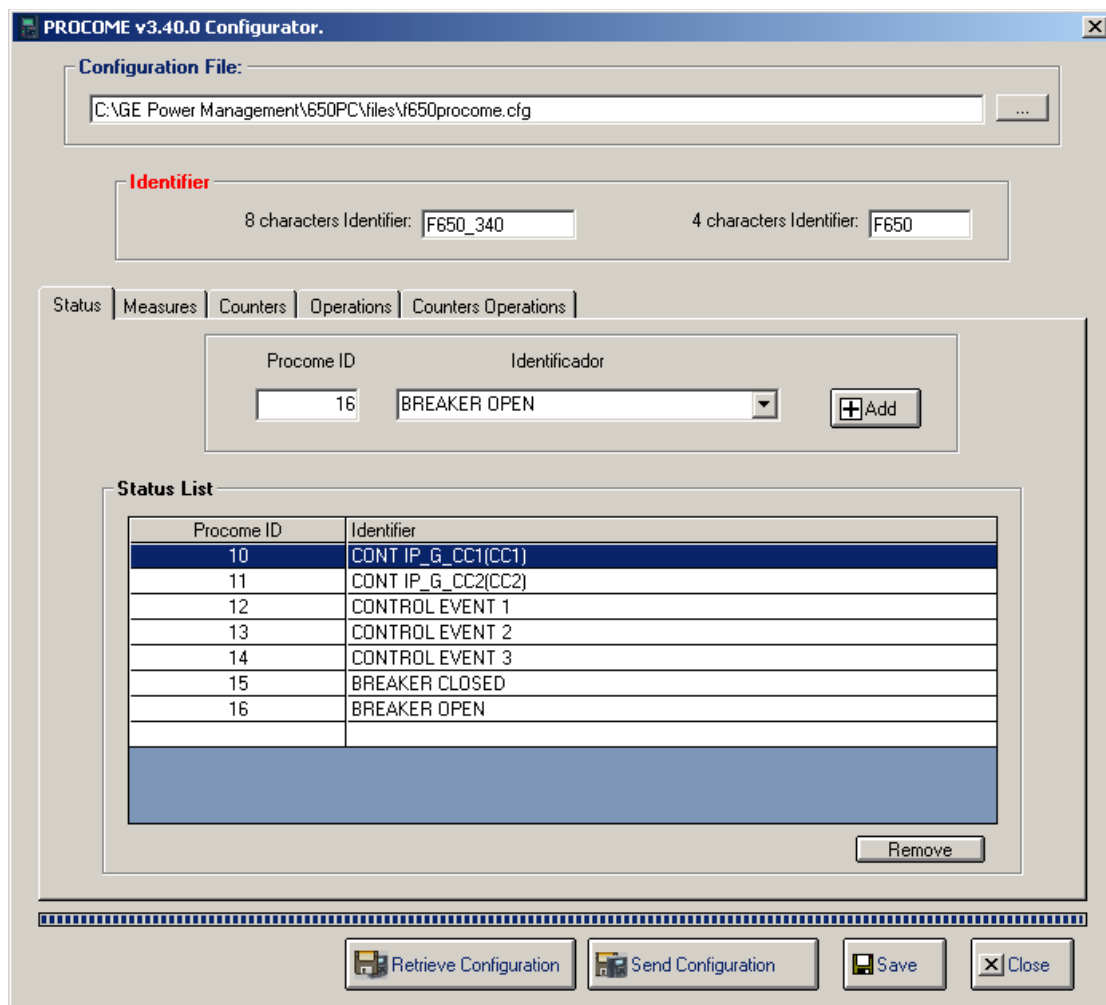 PROCOME v3.40.0 Configurator.
Configuration File:
C:\GE Power Management\650PC\files\f650procome.cfg ...
Identifier
8 characters Identifier: F650_340 4 characters Identifier: F650
Status Measures Counters Operations Counters Operations
Procome ID Identificador
16 BREAKER OPEN Add
Status List
Procome ID Identifier
10 CONT IP_G_CC1(CC1)
11 CONT IP_G_CC2(CC2)
12 CONTROL EVENT 1
13 CONTROL EVENT 2
14 CONTROL EVENT 3
15 BREAKER CLOSED
16 BREAKER OPEN
Remove
Retrieve Configuration Send Configuration Save Close